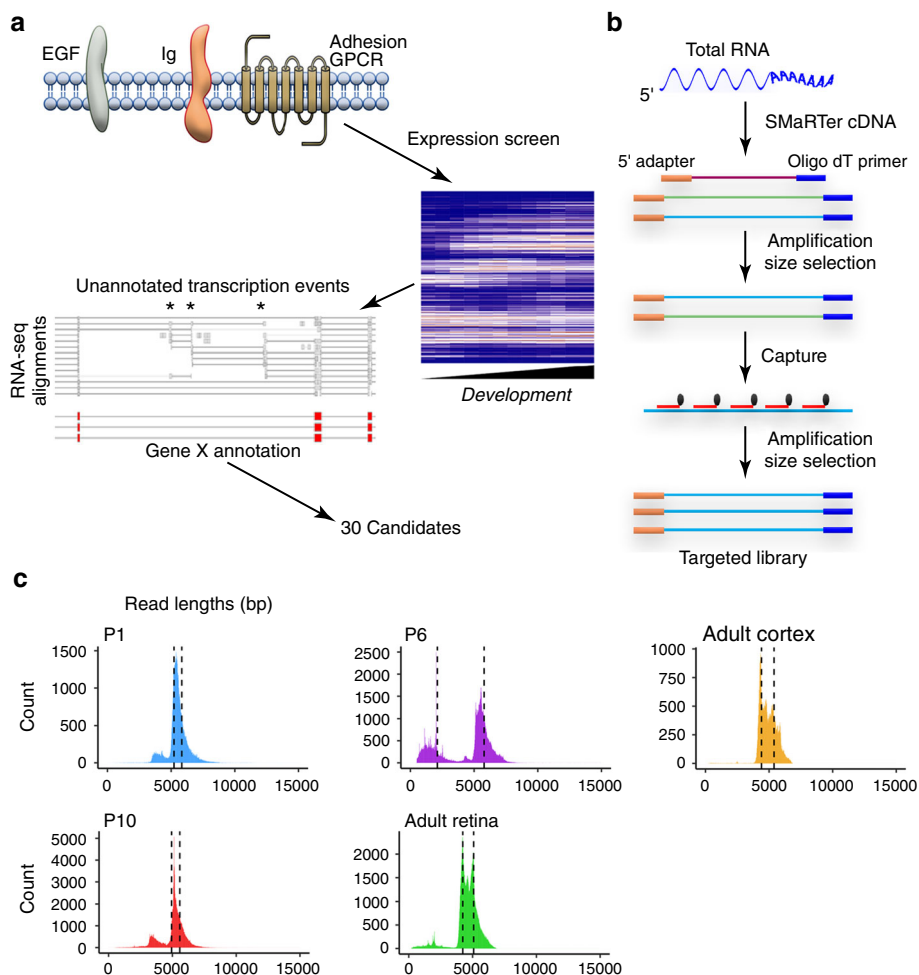 a
EGF
Ig
Adhesion
GPCR
Expression screen
Unannotated transcription events
* * *
RNA-seq
alignments
Gene X annotation
Development
30 Candidates
b
Total RNA
5'
AAAAAAA
SMaRTer cDNA
5' adapter
Oligo dT primer
Amplification
size selection
Capture
Amplification
size selection
Targeted library
c
Read lengths (bp)
P1
Count
1500
1000
500
0
0 5000 10000 15000
P6
2500
2000
1500
1000
500
0
0 5000 10000 15000
Adult cortex
1000
750
500
250
0
0 5000 10000 15000
P10
Count
5000
4000
3000
2000
1000
0
0 5000 10000 15000
Adult retina
2000
1500
1000
500
0
0 5000 10000 15000